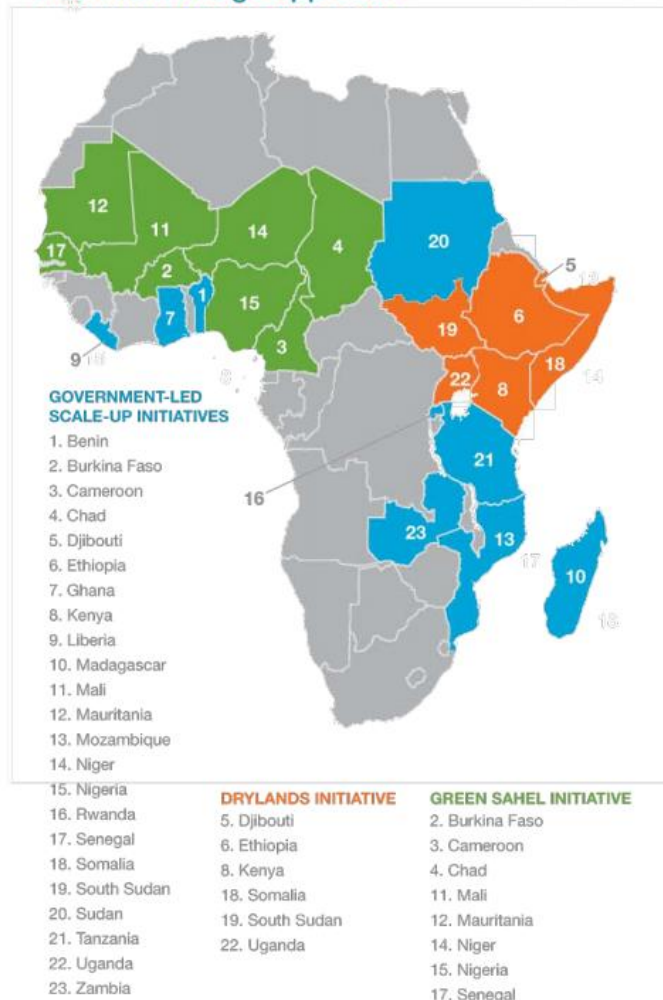 12
11
14
4
20
17
2
5
1
15
6
7
19
3
18
9
22
8
GOVERNMENT-LED
SCALE-UP INITIATIVES
1. Benin
21
2. Burkina Faso
16
3. Cameroon
23
13
4. Chad
5. Djibouti
10
6. Ethiopia
7. Ghana
8. Kenya
9. Liberia
10. Madagascar
11. Mali
12. Mauritania
13. Mozambique
14. Niger
15. Nigeria
16. Rwanda
17. Senegal
18. Somalia
19. South Sudan
20. Sudan
21. Tanzania
22. Uganda
23. Zambia
DRYLANDS INITIATIVE
5. Djibouti
6. Ethiopia
8. Kenya
18. Somalia
19. South Sudan
22. Uganda
GREEN SAHEL INITIATIVE
2. Burkina Faso
3. Cameroon
4. Chad
11. Mali
12. Mauritania
14. Niger
15. Nigeria
17. Senegal